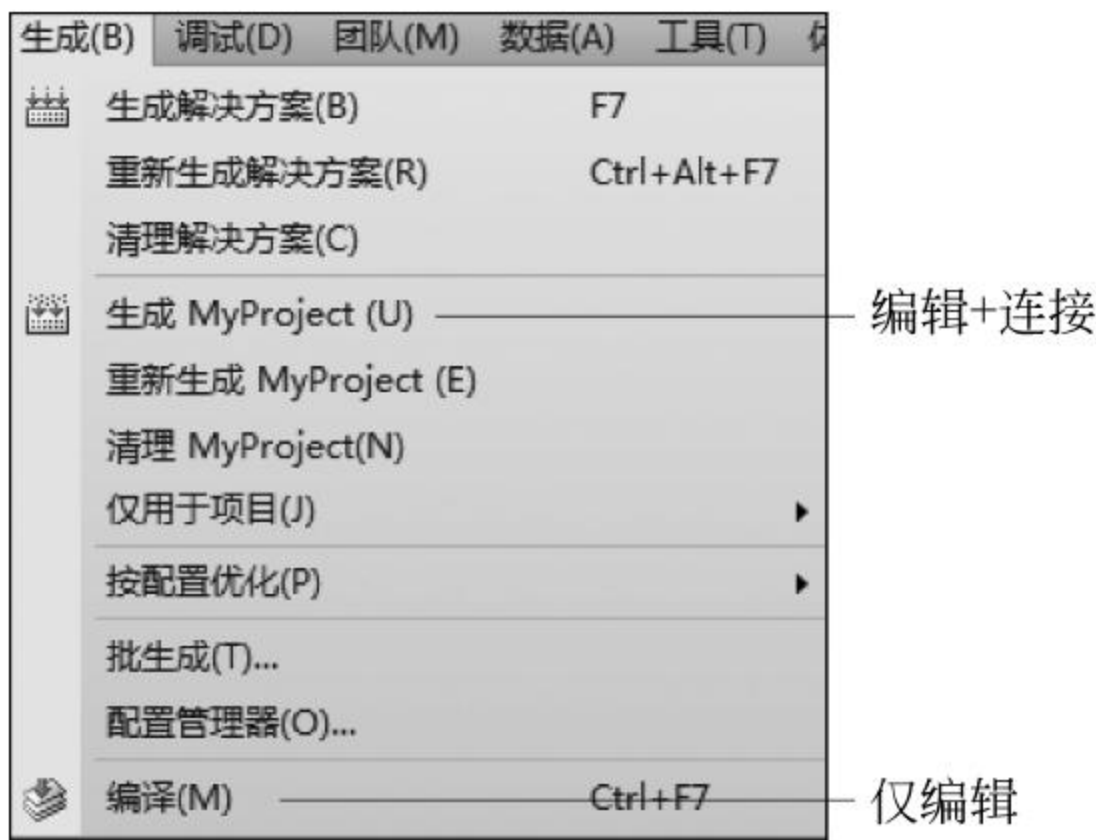 生成(B) 调试(D) 团队(M) 数据(A) 工具(T)
生成解决方案(B) F7
重新生成解决方案(R) Ctrl+Alt+F7
清理解决方案(C)
生成 MyProject (U) 编辑+连接
重新生成 MyProject (E)
清理 MyProject(N)
仅用于项目(J)
按配置优化(P)
批生成(T)...
配置管理器(O)...
编译(M) Ctrl+F7 仅编辑